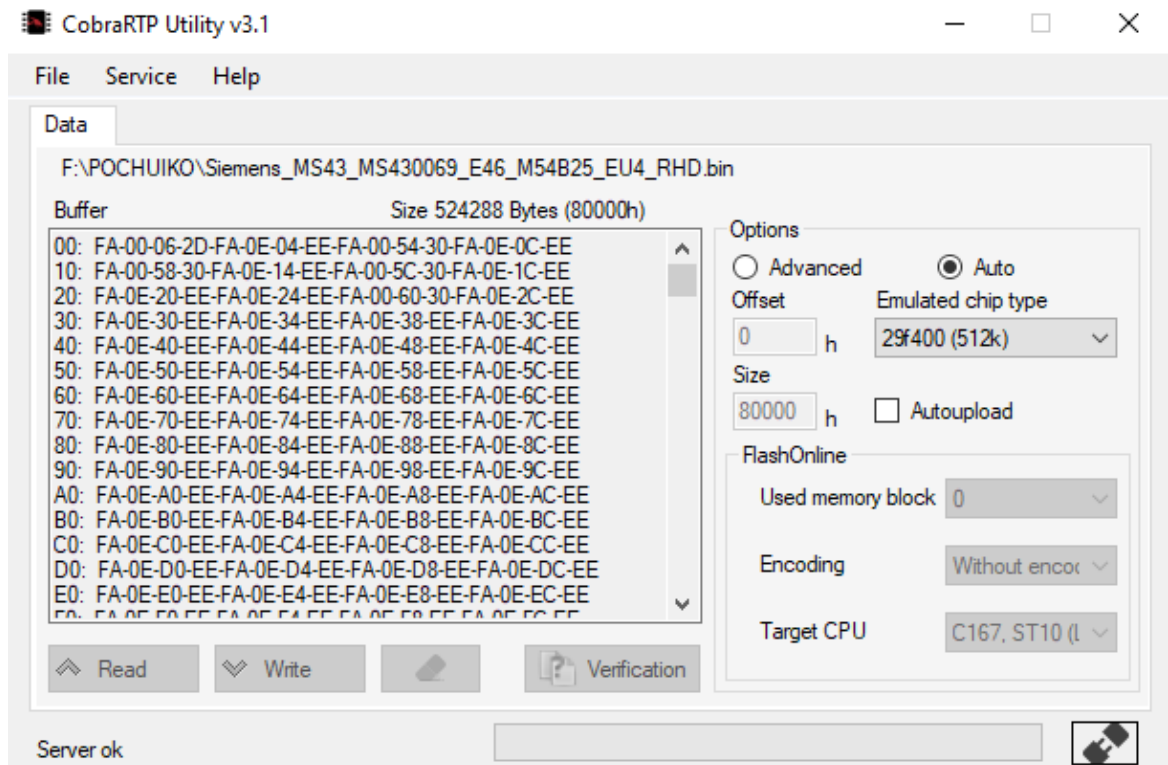 CobraRTP Utility v3.1
File Service Help
Data
F:\POCHUIKO\Siemens_MS43_MS430069_E46_M54B25_EU4_RHD.bin
Buffer Size 524288 Bytes (80000h)
00: FA-00-06-2D-FA-0E-04-EE-FA-00-54-30-FA-0E-0C-EE
10: FA-00-58-30-FA-0E-14-EE-FA-00-5C-30-FA-0E-1C-EE
20: FA-0E-20-EE-FA-0E-24-EE-FA-00-60-30-FA-0E-2C-EE
30: FA-0E-30-EE-FA-0E-34-EE-FA-0E-38-EE-FA-0E-3C-EE
40: FA-0E-40-EE-FA-0E-44-EE-FA-0E-48-EE-FA-0E-4C-EE
50: FA-0E-50-EE-FA-0E-54-EE-FA-0E-58-EE-FA-0E-5C-EE
60: FA-0E-60-EE-FA-0E-64-EE-FA-0E-68-EE-FA-0E-6C-EE
70: FA-0E-70-EE-FA-0E-74-EE-FA-0E-78-EE-FA-0E-7C-EE
80: FA-0E-80-EE-FA-0E-84-EE-FA-0E-88-EE-FA-0E-8C-EE
90: FA-0E-90-EE-FA-0E-94-EE-FA-0E-98-EE-FA-0E-9C-EE
A0: FA-0E-A0-EE-FA-0E-A4-EE-FA-0E-A8-EE-FA-0E-AC-EE
B0: FA-0E-B0-EE-FA-0E-B4-EE-FA-0E-B8-EE-FA-0E-BC-EE
C0: FA-0E-C0-EE-FA-0E-C4-EE-FA-0E-C8-EE-FA-0E-CC-EE
D0: FA-0E-D0-EE-FA-0E-D4-EE-FA-0E-D8-EE-FA-0E-DC-EE
E0: FA-0E-E0-EE-FA-0E-E4-EE-FA-0E-E8-EE-FA-0E-EC-EE
Read Write Verification
Options
Advanced Auto
Offset Emulated chip type
0 h 29f400 (512k)
Size
80000 h Autoupload
FlashOnline
Used memory block 0
Encoding Without
Target CPU C167, ST10
Server ok